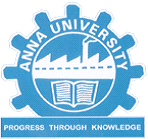 ANNA UNIVERSITY
PROGRESS THROUGH KNOWLEDGE